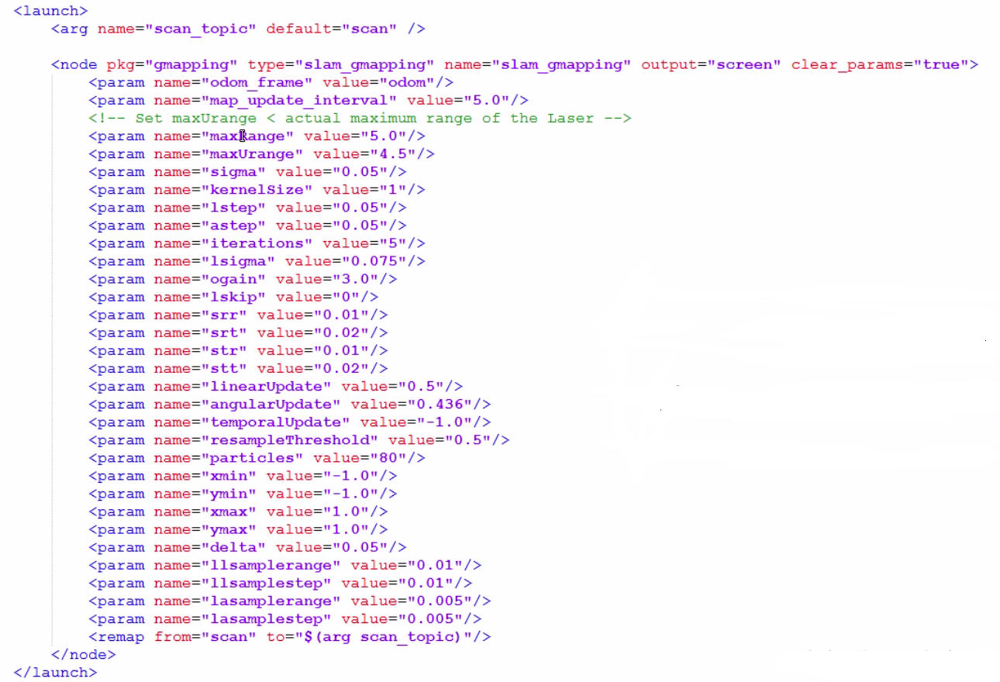 <launch>
<arg name="scan_topic" default="scan" />
<node pkg="gmapping" type="slam_gmapping" name="slam_gmapping" output="screen" clear_params="true">
<param name="odom_frame" value="odom"/>
<param name="map_update_interval" value="5.0"/>
<!-- Set maxUrange < actual maximum range of the Laser -->
<param name="maxRange" value="5.0"/>
<param name="maxUrange" value="4.5"/>
<param name="sigma" value="0.05"/>
<param name="kernelSize" value="1"/>
<param name="lstep" value="0.05"/>
<param name="astep" value="0.05"/>
<param name="iterations" value="5"/>
<param name="lsigma" value="0.075"/>
<param name="ogain" value="3.0"/>
<param name="lskip" value="0"/>
<param name="srr" value="0.01"/>
<param name="srt" value="0.02"/>
<param name="str" value="0.01"/>
<param name="stt" value="0.02"/>
<param name="linearUpdate" value="0.5"/>
<param name="angularUpdate" value="0.436"/>
<param name="temporalUpdate" value="-1.0"/>
<param name="resampleThreshold" value="0.5"/>
<param name="particles" value="80"/>
<param name="xmin" value="-1.0"/>
<param name="ymin" value="-1.0"/>
<param name="xmax" value="1.0"/>
<param name="ymax" value="1.0"/>
<param name="delta" value="0.05"/>
<param name="llsamplerange" value="0.01"/>
<param name="llsamplestep" value="0.01"/>
<param name="lasamplerange" value="0.005"/>
<param name="lasamplestep" value="0.005"/>
<remap from="scan" to="$(arg scan_topic)"/>
</node>
</launch>